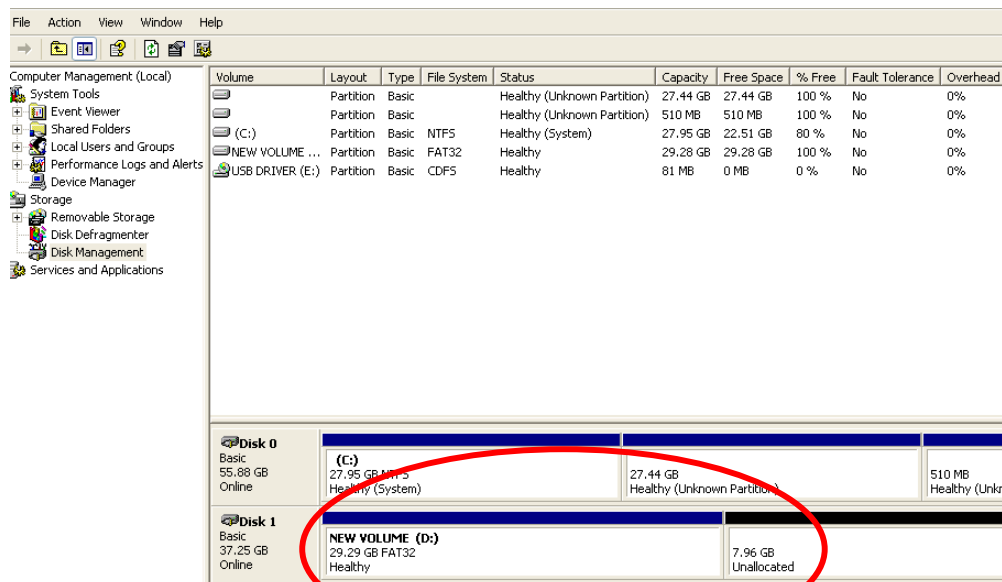 File Action View Window Help
Computer Management (Local)
System Tools
Event Viewer
Shared Folders
Local Users and Groups
Performance Logs and Alerts
Device Manager
Storage
Removable Storage
Disk Defragmenter
Disk Management
Services and Applications
Volume Layout Type File System Status Capacity Free Space % Free Fault Tolerance Overhead
Partition Basic Healthy (Unknown Partition) 27.44 GB 27.44 GB 100 % No 0%
Partition Basic Healthy (Unknown Partition) 510 MB 510 MB 100 % No 0%
(C:) Partition Basic NTFS Healthy (System) 27.95 GB 22.51 GB 80 % No 0%
NEW VOLUME ... Partition Basic FAT32 Healthy 29.28 GB 29.28 GB 100 % No 0%
USB DRIVER (E:) Partition Basic CDFS Healthy 81 MB 0 MB 0 % No 0%
Disk 0
Basic
55.88 GB
Online
(C:)
27.95 GB NTFS
Healthy (System)
27.44 GB
Healthy (Unknown Partition)
510 MB
Healthy (Unkr
Disk 1
Basic
37.25 GB
Online
NEW VOLUME (D:)
29.29 GB FAT32
Healthy
7.96 GB
Unallocated